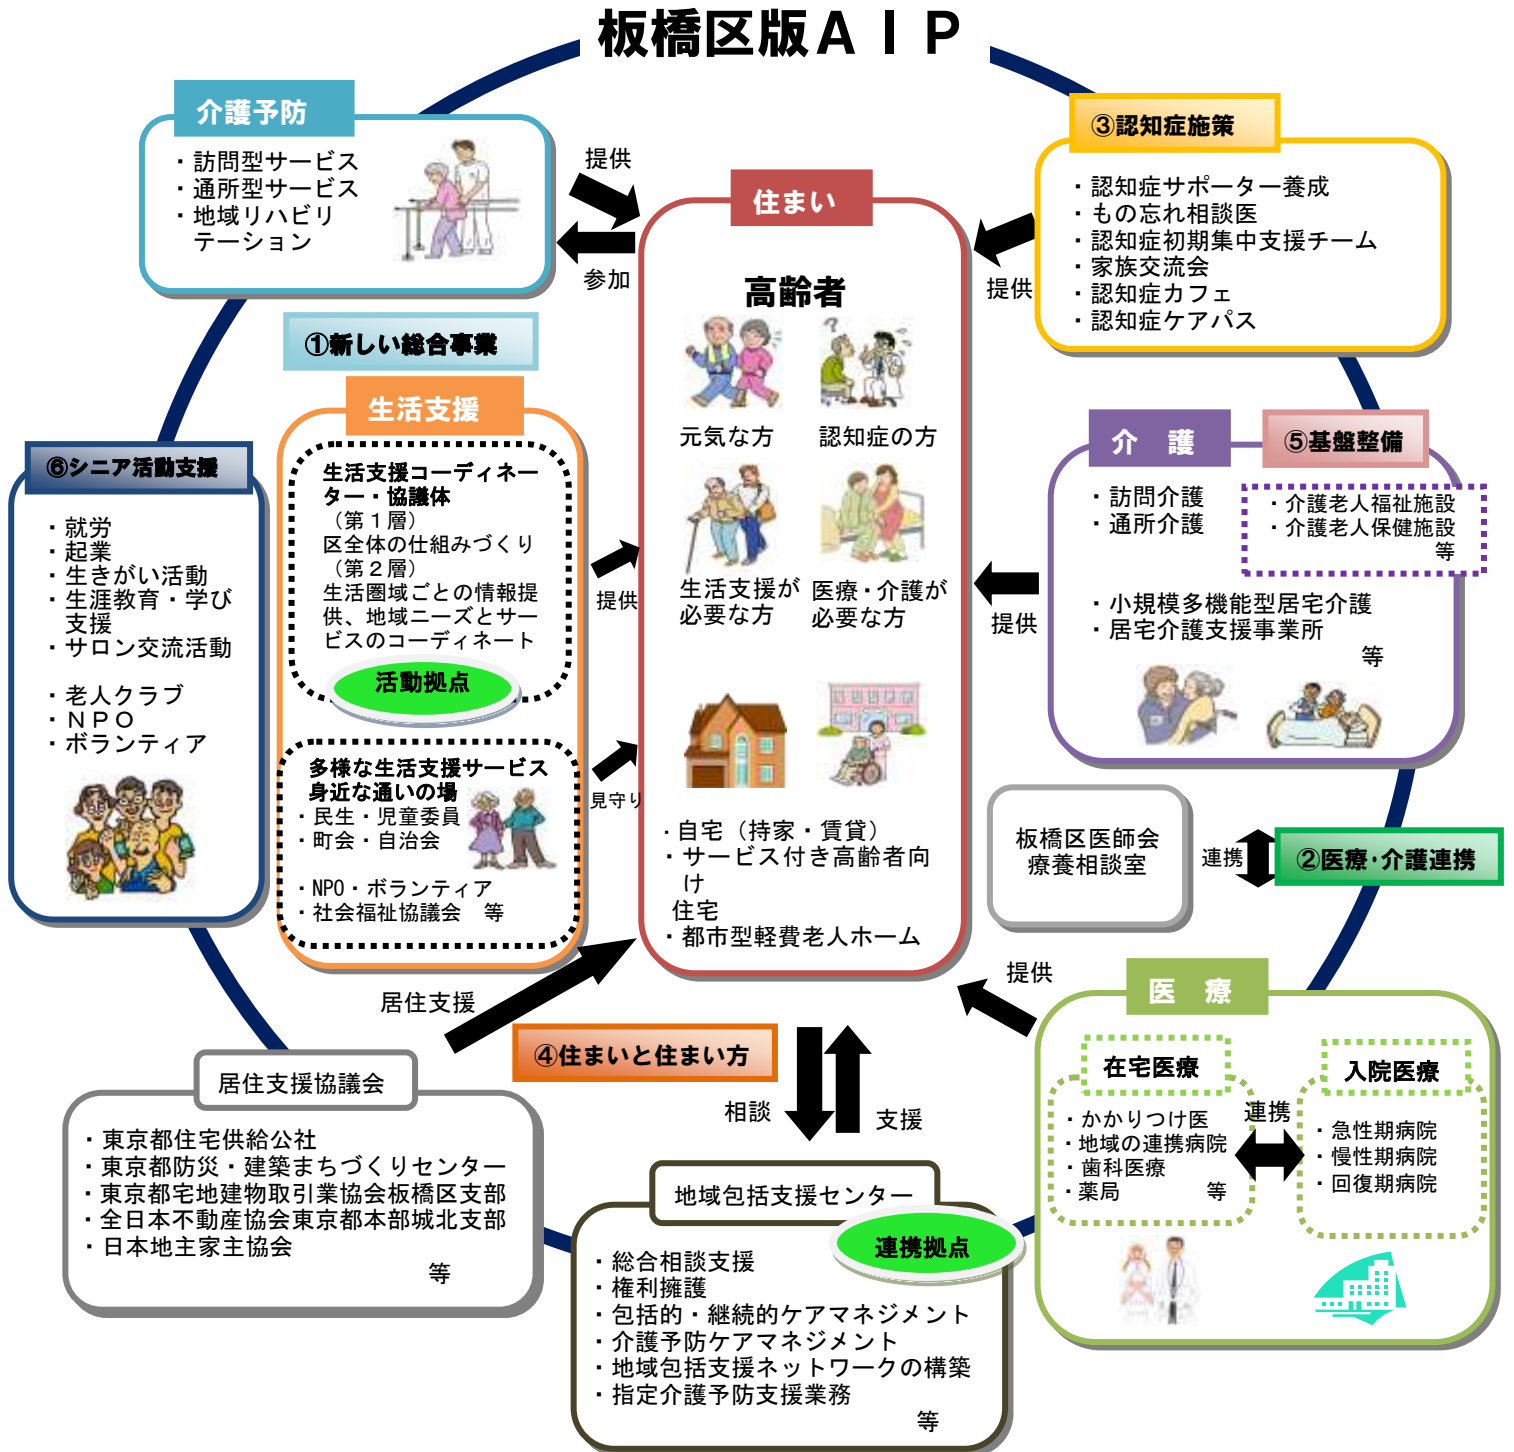 板橋区版ＡＩＰ
介護予防
・訪問型サービス
・通所型サービス
・地域リハビリ
テーション
提供
参加
③認知症施策
・認知症サポーター養成
・もの忘れ相談医
・認知症初期集中支援チーム
・家族交流会
・認知症カフェ
・認知症ケアパス
提供
住まい
高齢者
元気な方
認知症の方
生活支援が
必要な方
医療・介護が
必要な方
・自宅（持家・賃貸）
・サービス付き高齢者向
け
住宅
・都市型軽費老人ホーム
①新しい総合事業
生活支援
生活支援コーディネー
ター・協議体
（第１層）
区全体の仕組みづくり
（第２層）
生活圏域ごとの情報提
供、地域ニーズとサー
ビスのコーディネート
活動拠点
提供
多様な生活支援サービス
身近な通いの場
・民生・児童委員
・町会・自治会
・NPO・ボランティア
・社会福祉協議会　等
見守り
⑥シニア活動支援
・就労
・起業
・生きがい活動
・生涯教育・学び
支援
・サロン交流活動
・老人クラブ
・ＮＰＯ
・ボランティア
介　護
⑤基盤整備
・訪問介護
・通所介護
・介護老人福祉施設
・介護老人保健施設
等
・小規模多機能型居宅介護
・居宅介護支援事業所
等
提供
板橋区医師会
療養相談室
連携
②医療・介護連携
提供
医　療
在宅医療
・かかりつけ医
・地域の連携病院
・歯科医療
・薬局　　　　等
連携
入院医療
・急性期病院
・慢性期病院
・回復期病院
居住支援
④住まいと住まい方
相談
支援
居住支援協議会
・東京都住宅供給公社
・東京都防災・建築まちづくりセンター
・東京都宅地建物取引業協会板橋区支部
・全日本不動産協会東京都本部城北支部
・日本地主家主協会
等
地域包括支援センター
連携拠点
・総合相談支援
・権利擁護
・包括的・継続的ケアマネジメント
・介護予防ケアマネジメント
・地域包括支援ネットワークの構築
・指定介護予防支援業務
等